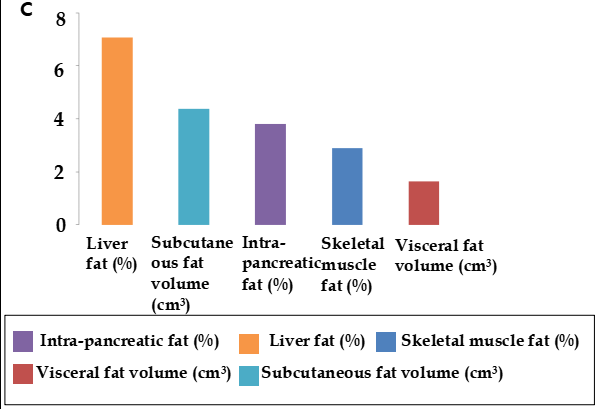 C
8
6
4
2
0
Liver
fat (%)
Subcutane
ous fat
volume
(cm³)
Intra-
pancreatic
fat (%)
Skeletal
muscle
fat (%)
Visceral fat
volume (cm³)
Intra-pancreatic fat (%) Liver fat (%) Skeletal muscle fat (%)
Visceral fat volume (cm³) Subcutaneous fat volume (cm³)